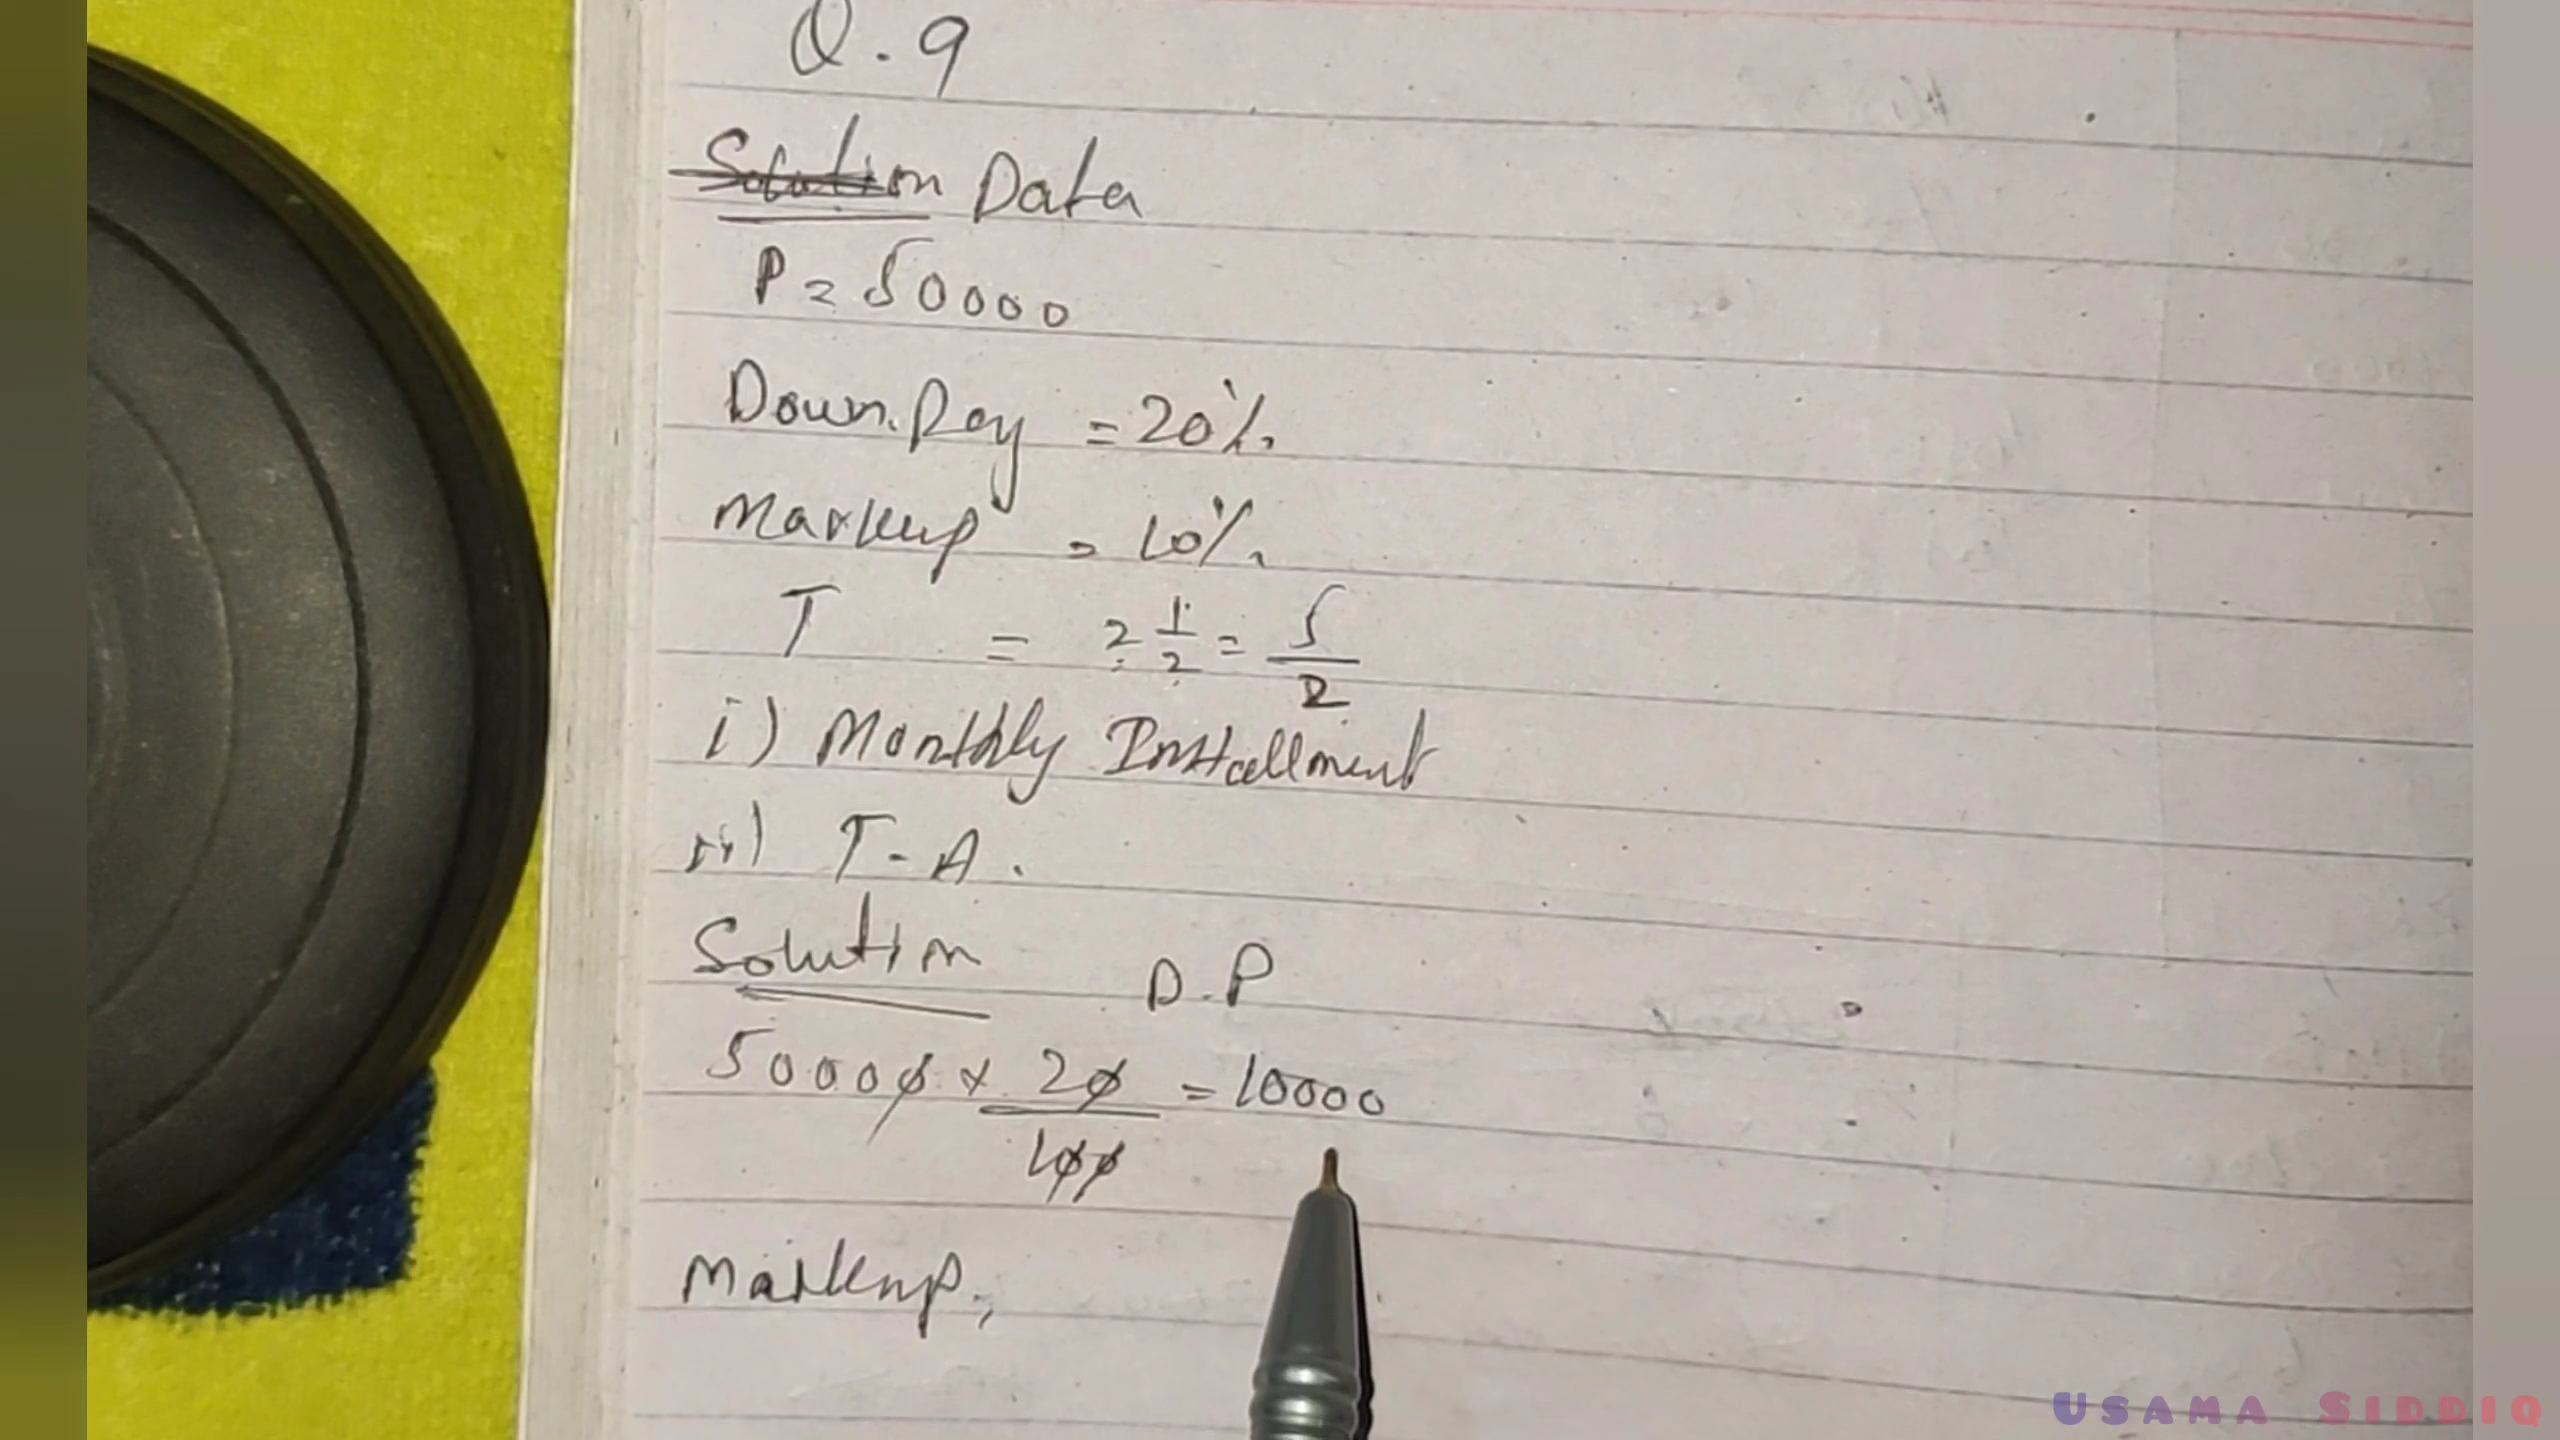 Q.9
Solution Data
P = 50000
Down.Pay = 20%
Markup = 10%
T = 2 1/2 = 5/2
i) Monthly Installment
ii) T-A.
Solution D.P
50000 x 20/100 = 10000
Markup,
USAMA SIDDIQ